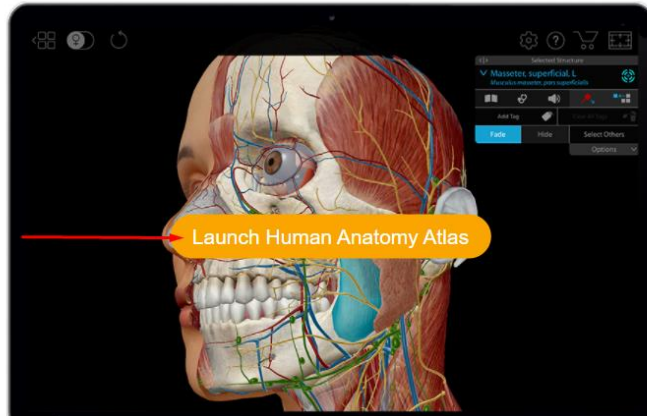 Selected Structure
Masseter, superficial, L
Musculus masseter, pars superficialis
Add Tag
Fade
Hide
Select Others
Options
Launch Human Anatomy Atlas